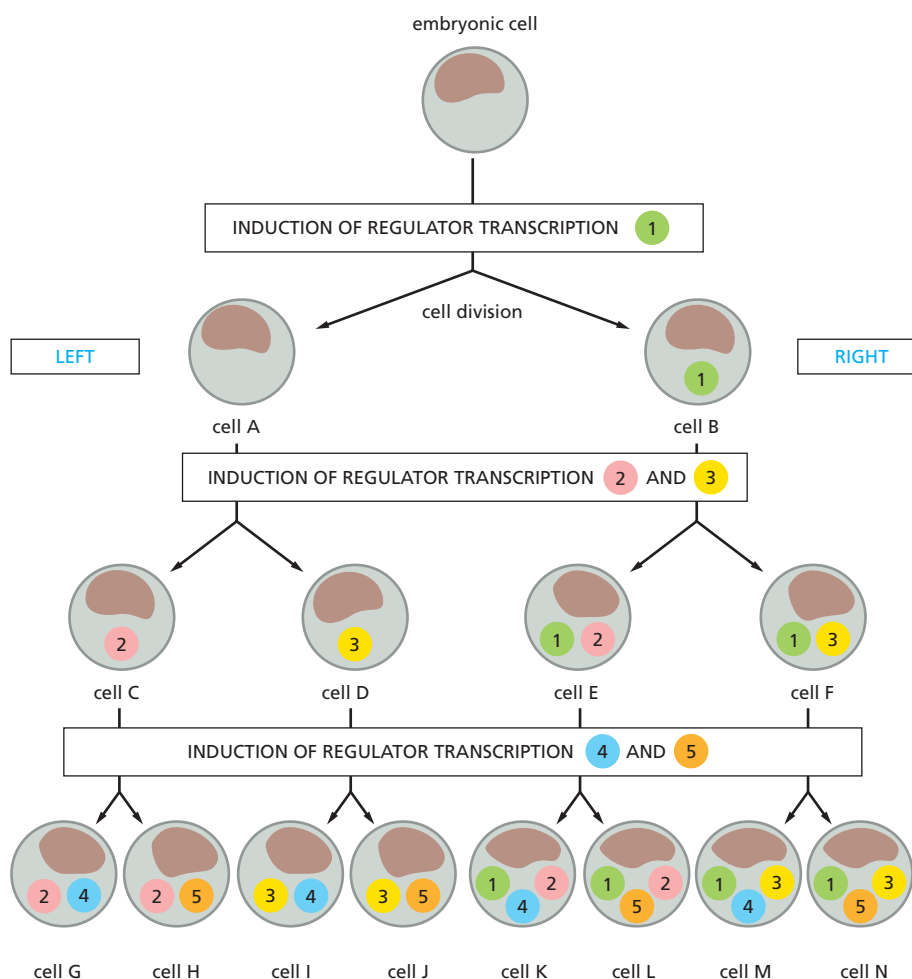 embryonic cell
INDUCTION OF REGULATOR TRANSCRIPTION 1
cell division
LEFT
RIGHT
1
cell A
cell B
INDUCTION OF REGULATOR TRANSCRIPTION 2 AND 3
2
3
1 2
1 3
cell C
cell D
cell E
cell F
INDUCTION OF REGULATOR TRANSCRIPTION 4 AND 5
2 4
2 5
3 4
3 5
1 2
4
1 2
5
1 3
4
1 3
5
cell G
cell H
cell I
cell J
cell K
cell L
cell M
cell N